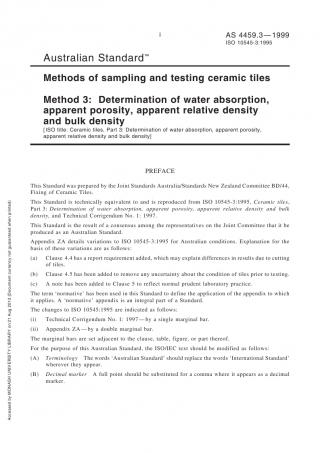 i
AS 4459.3—1999
ISO 10545-3:1995
Australian Standard™
Methods of sampling and testing ceramic tiles
Method 3: Determination of water absorption,
apparent porosity, apparent relative density
and bulk density
[ISO title: Ceramic tiles, Part 3: Determination of water absorption, apparent porosity,
apparent relative density and bulk density]
PREFACE
This Standard was prepared by the Joint Standards Australia/Standards New Zealand Committee BD/44,
Fixing of Ceramic Tiles.
This Standard is technically equivalent to and is reproduced from ISO 10545-3:1995, Ceramic tiles,
Part 3: Determination of water absorption, apparent porosity, apparent relative density and bulk
density, and Technical Corrigendum No. 1: 1997.
This Standard is the result of a consensus among the representatives on the Joint Committee that it be
produced as an Australian Standard.
Appendix ZA details variations to ISO 10545-3:1995 for Australian conditions. Explanation for the
basis of these variations are as follows:
(a) Clause 4.4 has a report requirement added, which may explain differences in results due to cutting
of tiles.
(b) Clause 4.5 has been added to remove any uncertainty about the condition of tiles prior to testing.
(c) A note has been added to Clause 5 to reflect normal prudent laboratory practice.
The term 'normative' has been used in this Standard to define the application of the appendix to which
it applies. A 'normative' appendix is an integral part of a Standard.
The changes to ISO 10545:1995 are indicated as follows:
(i) Technical Corrigendum No. 1: 1997—by a single marginal bar.
(ii) Appendix ZA—by a double marginal bar.
The marginal bars are set adjacent to the clause, table, figure, or part thereof.
For the purpose of this Australian Standard, the ISO/IEC text should be modified as follows:
(A) Terminology The words 'Australian Standard' should replace the words 'International Standard'
wherever they appear.
(B) Decimal marker A full point should be substituted for a comma where it appears as a decimal
marker.
Accessed by MONASH UNIVERSITY LIBRARY on 21 Aug 2013 (Document currency not guaranteed when printed)